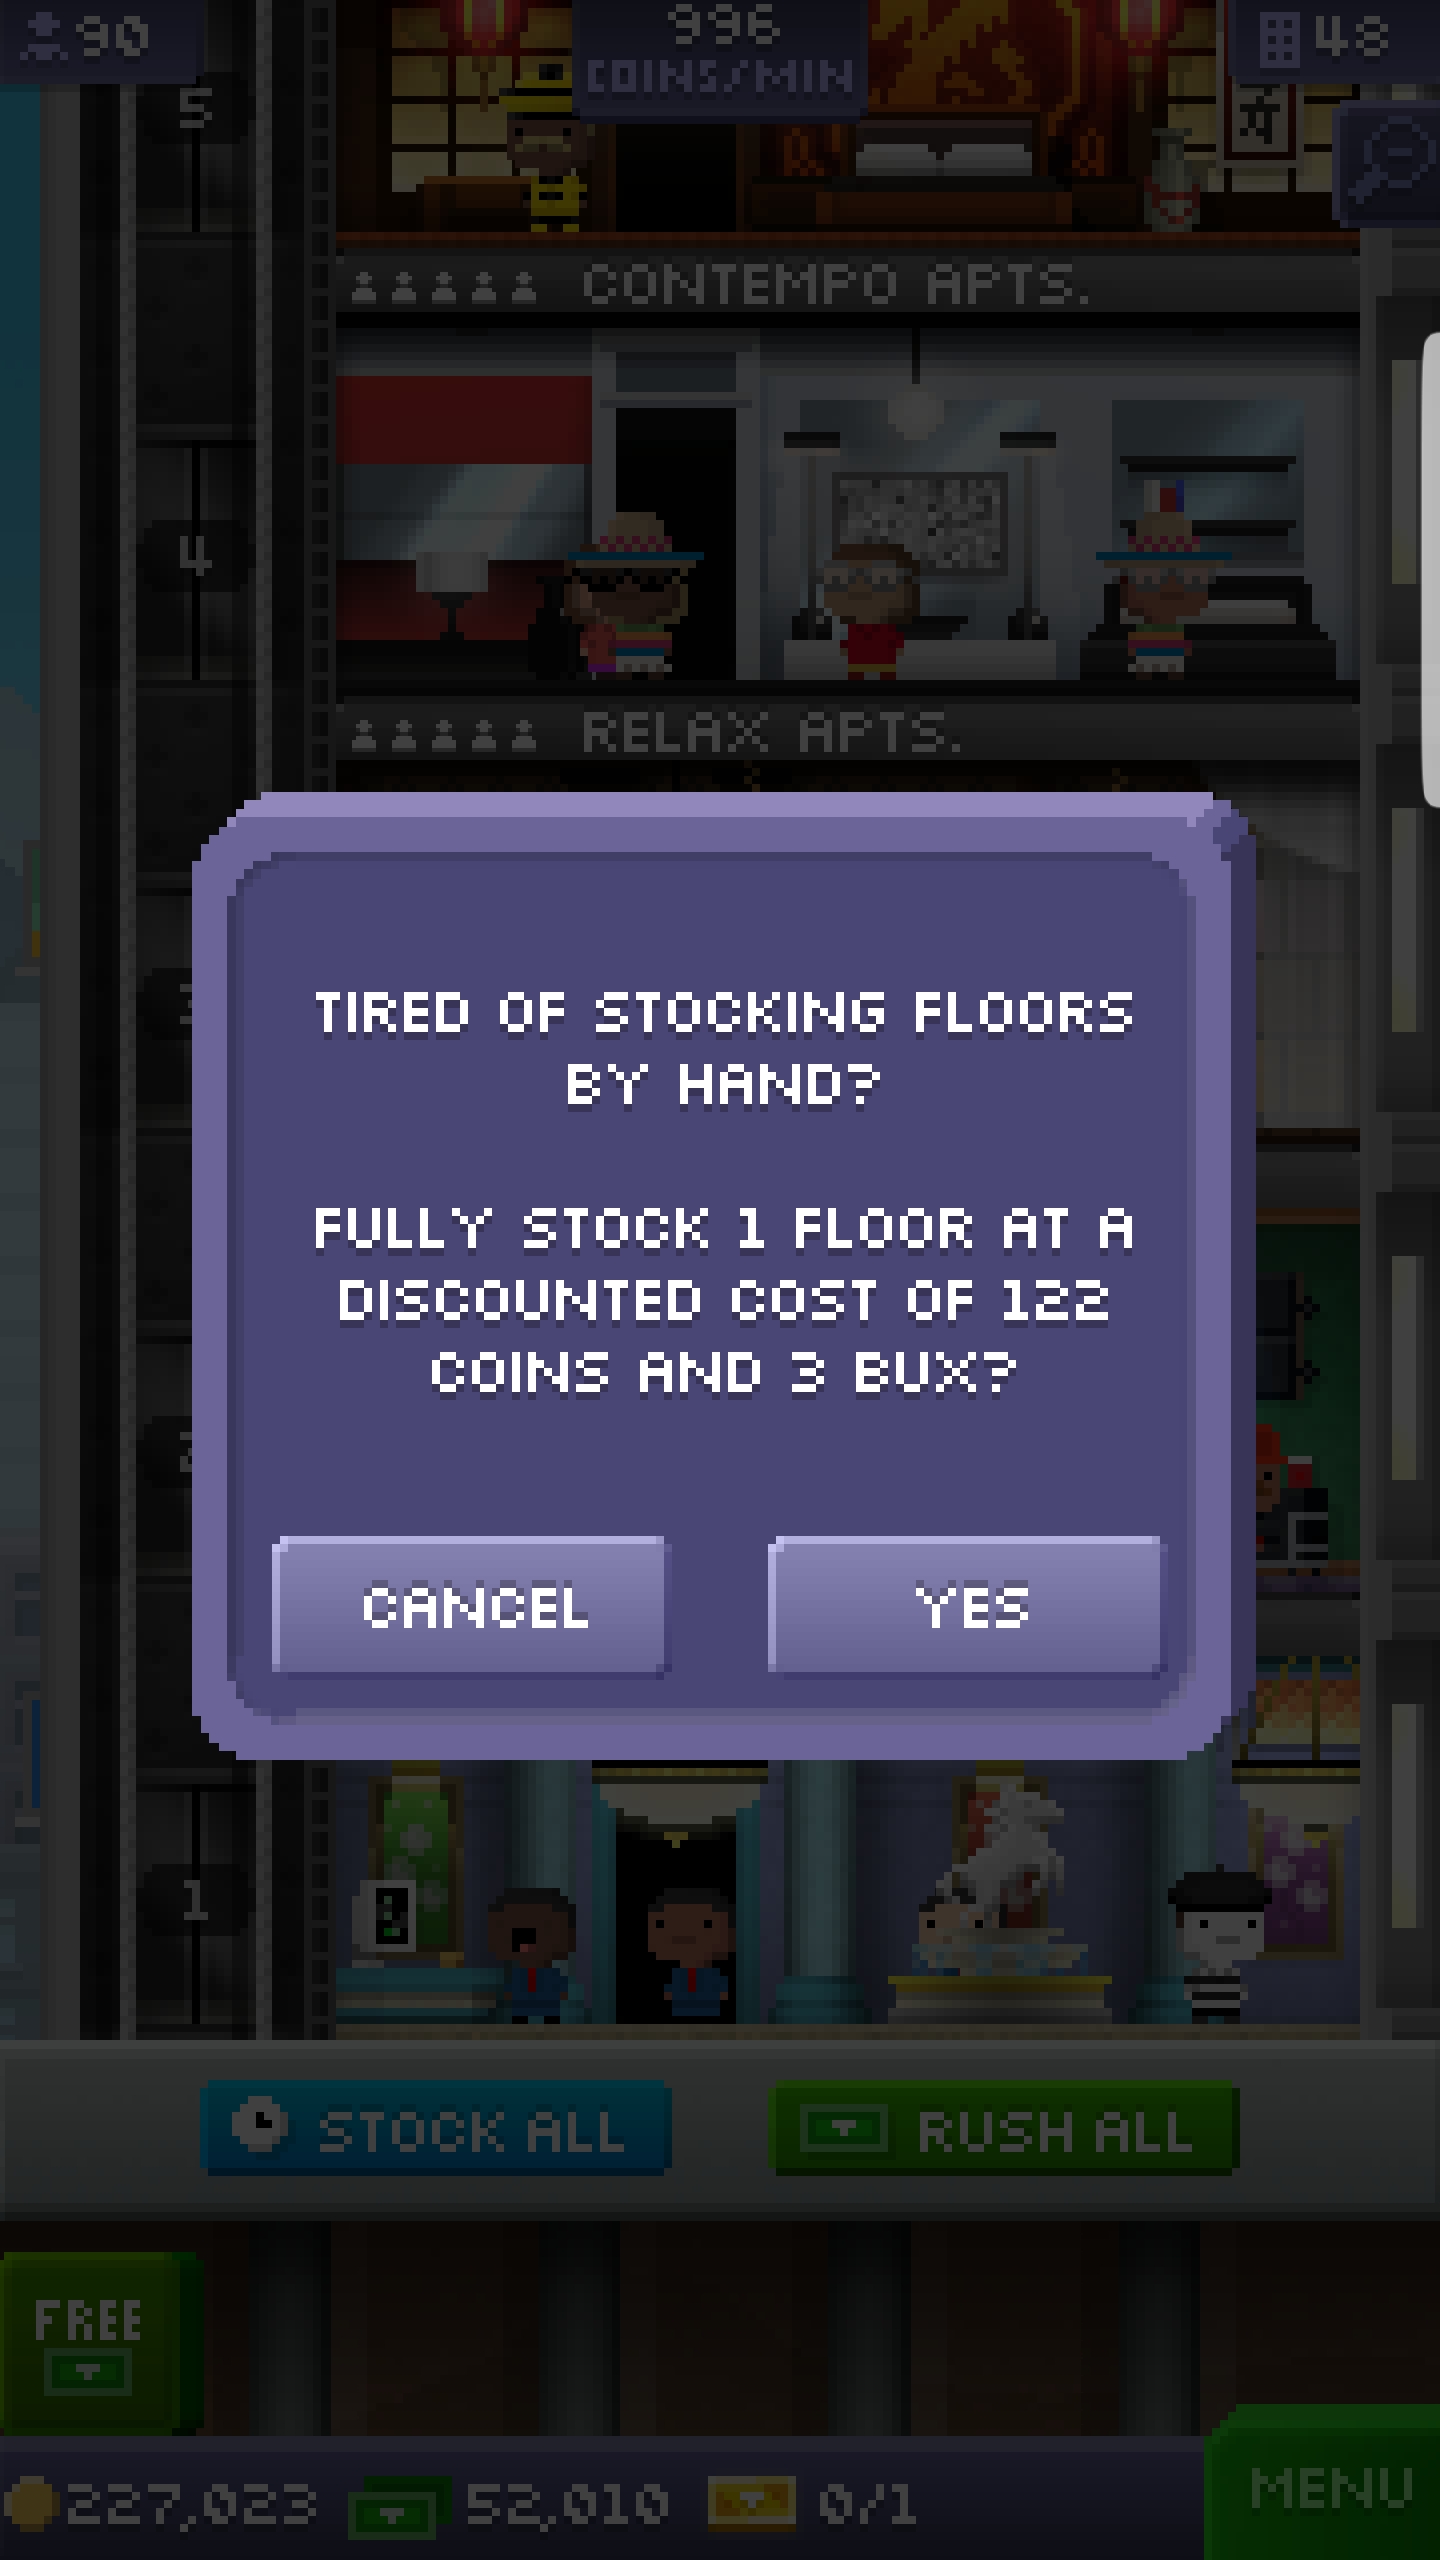 90
996
COINS/MIN
48
5
CONTEMPO APTS.
4
RELAX APTS.
TIRED OF STOCKING FLOORS
BY HAND?
FULLY STOCK 1 FLOOR AT A
DISCOUNTED COST OF 122
COINS AND 3 BUX?
CANCEL
YES
1
STOCK ALL
RUSH ALL
FREE
227,023
52,010
0/1
MENU